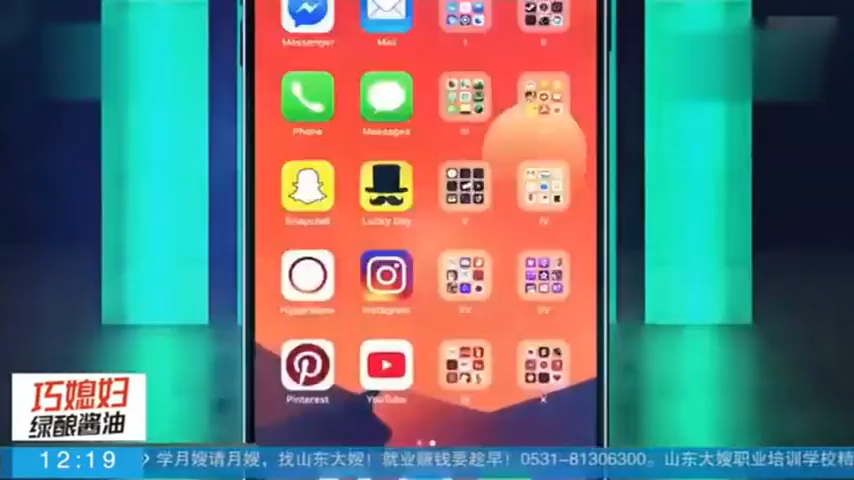 Messenger
Mail
Phone
Messages
Snapchat
Lucky Day
Instagram
Pinterest
YouTube
X
巧媳妇
绿酿酱油
12:19
学月嫂请月嫂，找山东大嫂！就业赚钱要趁早！0531-81306300。山东大嫂职业培训学校精